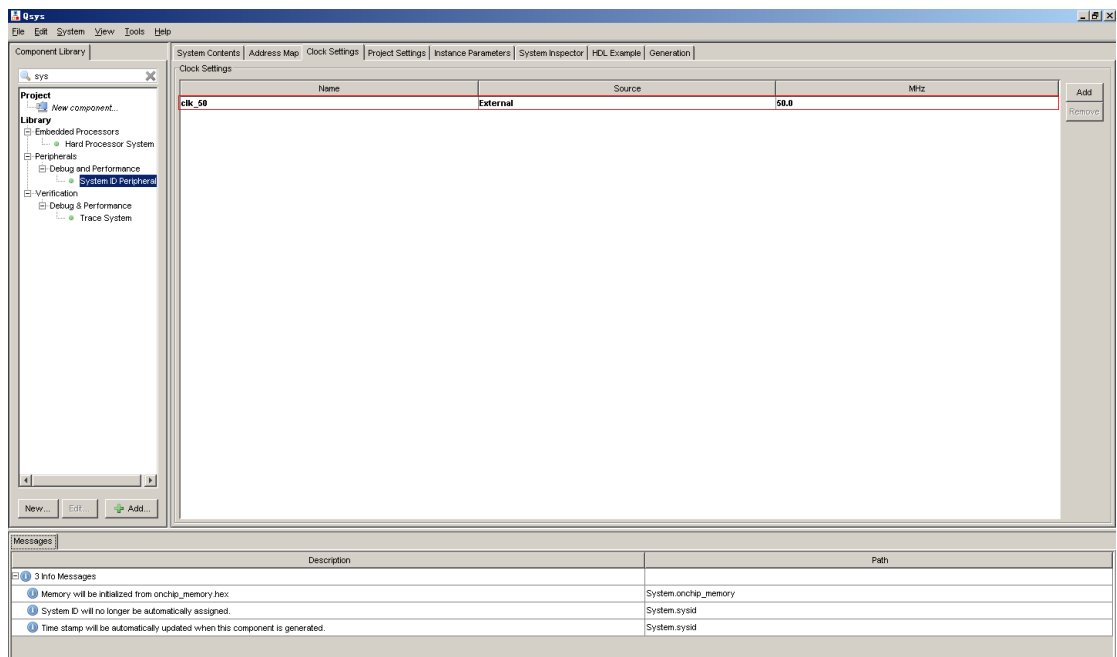 Qsys
File Edit System View Tools Help
Component Library
System Contents Address Map Clock Settings Project Settings Instance Parameters System Inspector HDL Example Generation
sys
Project
New component...
Library
Embedded Processors
Hard Processor System
Peripherals
Debug and Performance
System ID Peripheral
Verification
Debug & Performance
Trace System
New... Edit... Add...
Clock Settings
Name Source MHz
clk_50 External 50.0
Add
Remove
Messages
Description Path
3 Info Messages
Memory will be initialized from onchip_memory.hex System.onchip_memory
System ID will no longer be automatically assigned. System.sysid
Time stamp will be automatically updated when this component is generated. System.sysid